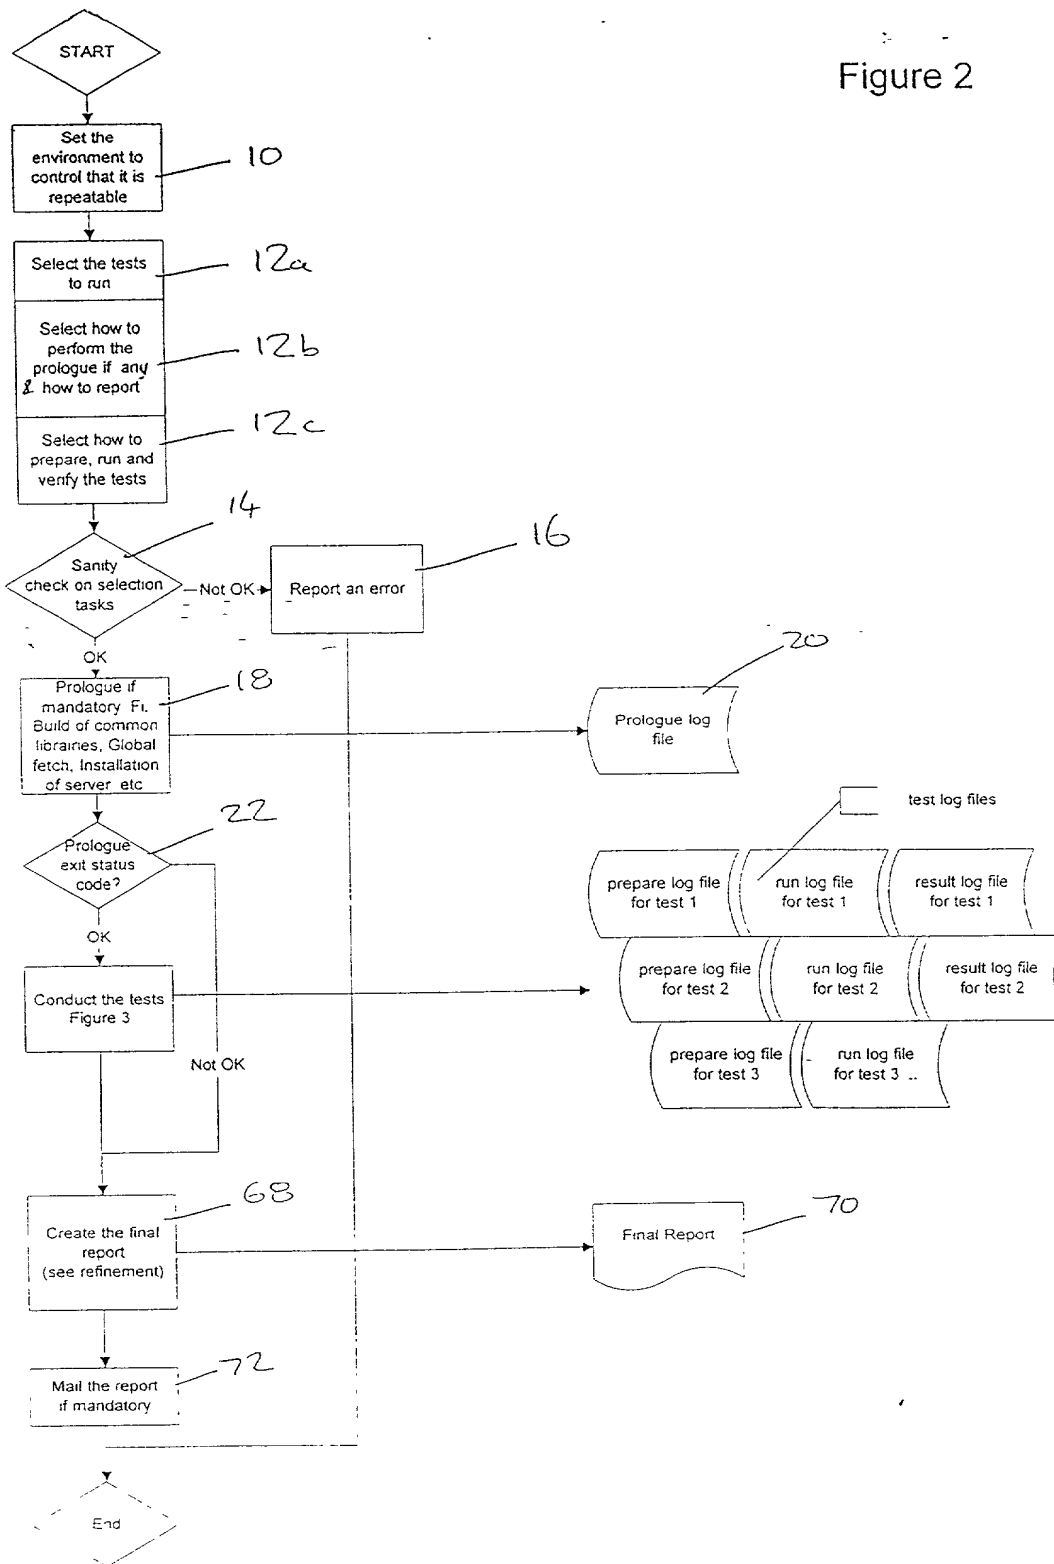 Figure 2
START
Set the
environment to
control that it is
repeatable
10
Select the tests
to run
12a
Select how to
perform the
prologue if any
& how to report
12b
Select how to
prepare, run and
verify the tests
12c
Sanity
check on selection
tasks
14
Not OK
Report an error
16
OK
Prologue if
mandatory Fi.
Build of common
libraries, Global
fetch, Installation
of server etc
18
Prologue log
file
20
Prologue
exit status
code?
22
test log files
prepare log file
for test 1
run log file
for test 1
result log file
for test 1
OK
prepare log file
for test 2
run log file
for test 2
result log file
for test 2
Conduct the tests
Figure 3
Not OK
prepare log file
for test 3
run log file
for test 3 ..
Create the final
report
(see refinement)
68
Final Report
70
Mail the report
if mandatory
72
End